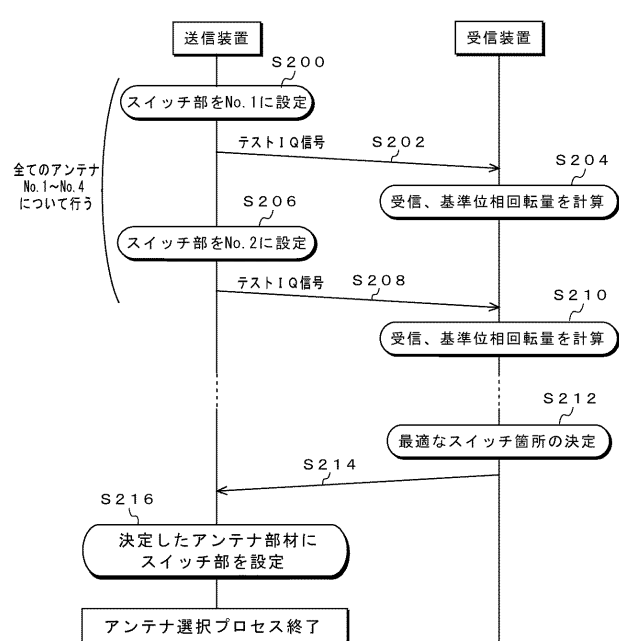 送信装置
受信装置
S200
スイッチ部をNo.1に設定
テストIQ信号
S202
S204
受信、基準位相回転量を計算
全てのアンテナ
No.1~No.4
について行う
S206
スイッチ部をNo.2に設定
テストIQ信号
S208
S210
受信、基準位相回転量を計算
S212
最適なスイッチ箇所の決定
S214
S216
決定したアンテナ部材に
スイッチ部を設定
アンテナ選択プロセス終了